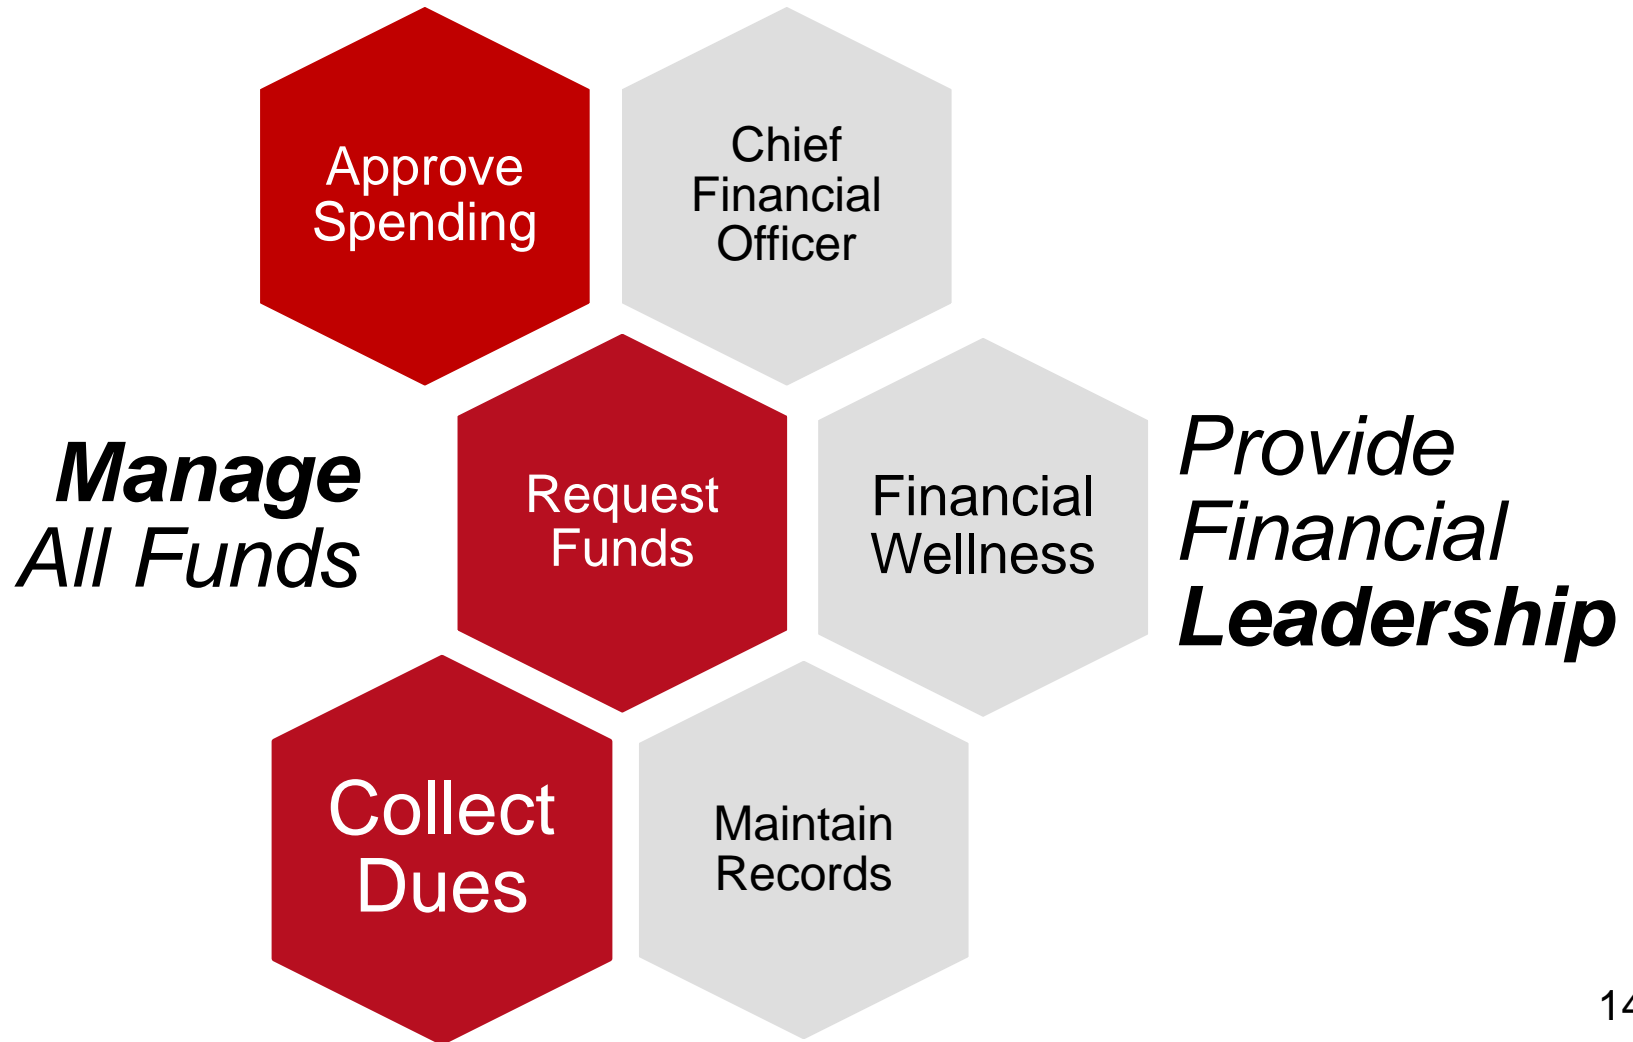 Approve
Spending
Chief
Financial
Officer
Manage
All Funds
Request
Funds
Financial
Wellness
Provide
Financial
Leadership
Collect
Dues
Maintain
Records
14